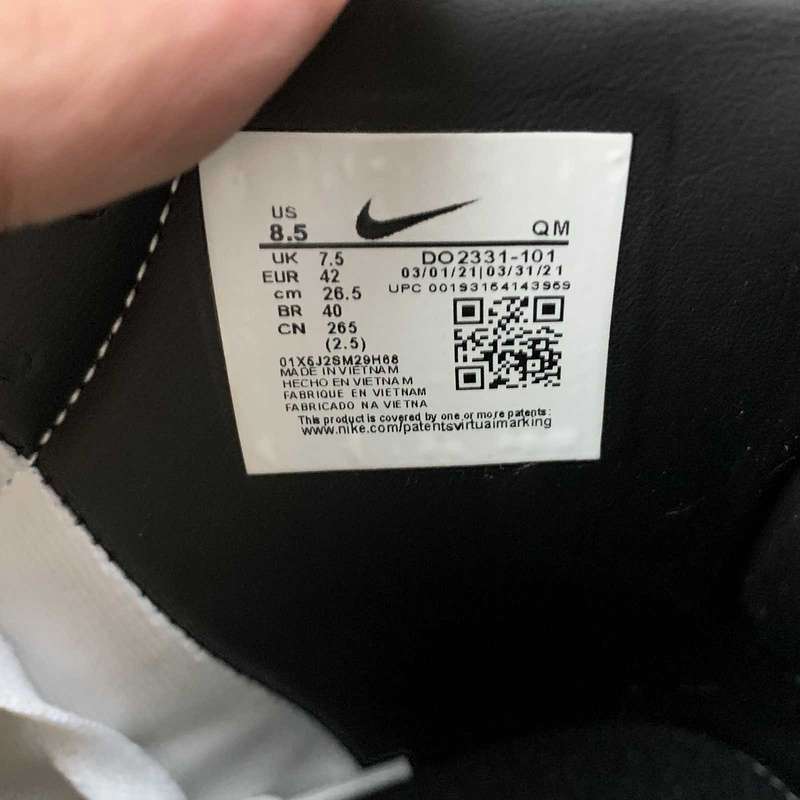 US
8.5
QM
UK 7.5
DO2331-101
EUR 42
03/01/21|03/31/21
cm 26.5
UPC 00193154143969
BR 40
CN 265
(2.5)
01X5J2SM29H68
MADE IN VIETNAM
HECHO EN VIETNAM
FABRIQUE EN VIETNAM
FABRICADO NA VIETNA
This product is covered by one or more patents:
www.nike.com/patentsvirtualmarking